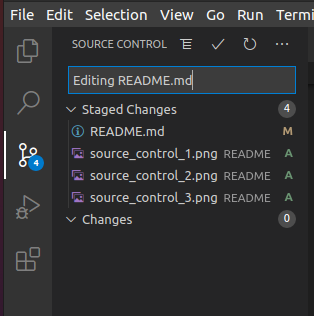 File Edit Selection View Go Run Termi
SOURCE CONTROL
Editing README.md
Staged Changes 4
README.md M
source_control_1.png README A
source_control_2.png README A
source_control_3.png README A
Changes 0
4